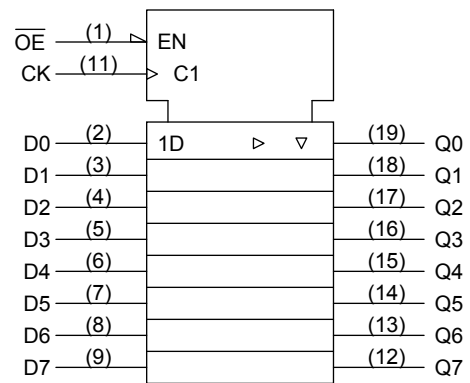 O̅E̅ (1) EN
CK (11) C1
D0 (2) 1D (19) Q0
D1 (3) (18) Q1
D2 (4) (17) Q2
D3 (5) (16) Q3
D4 (6) (15) Q4
D5 (7) (14) Q5
D6 (8) (13) Q6
D7 (9) (12) Q7